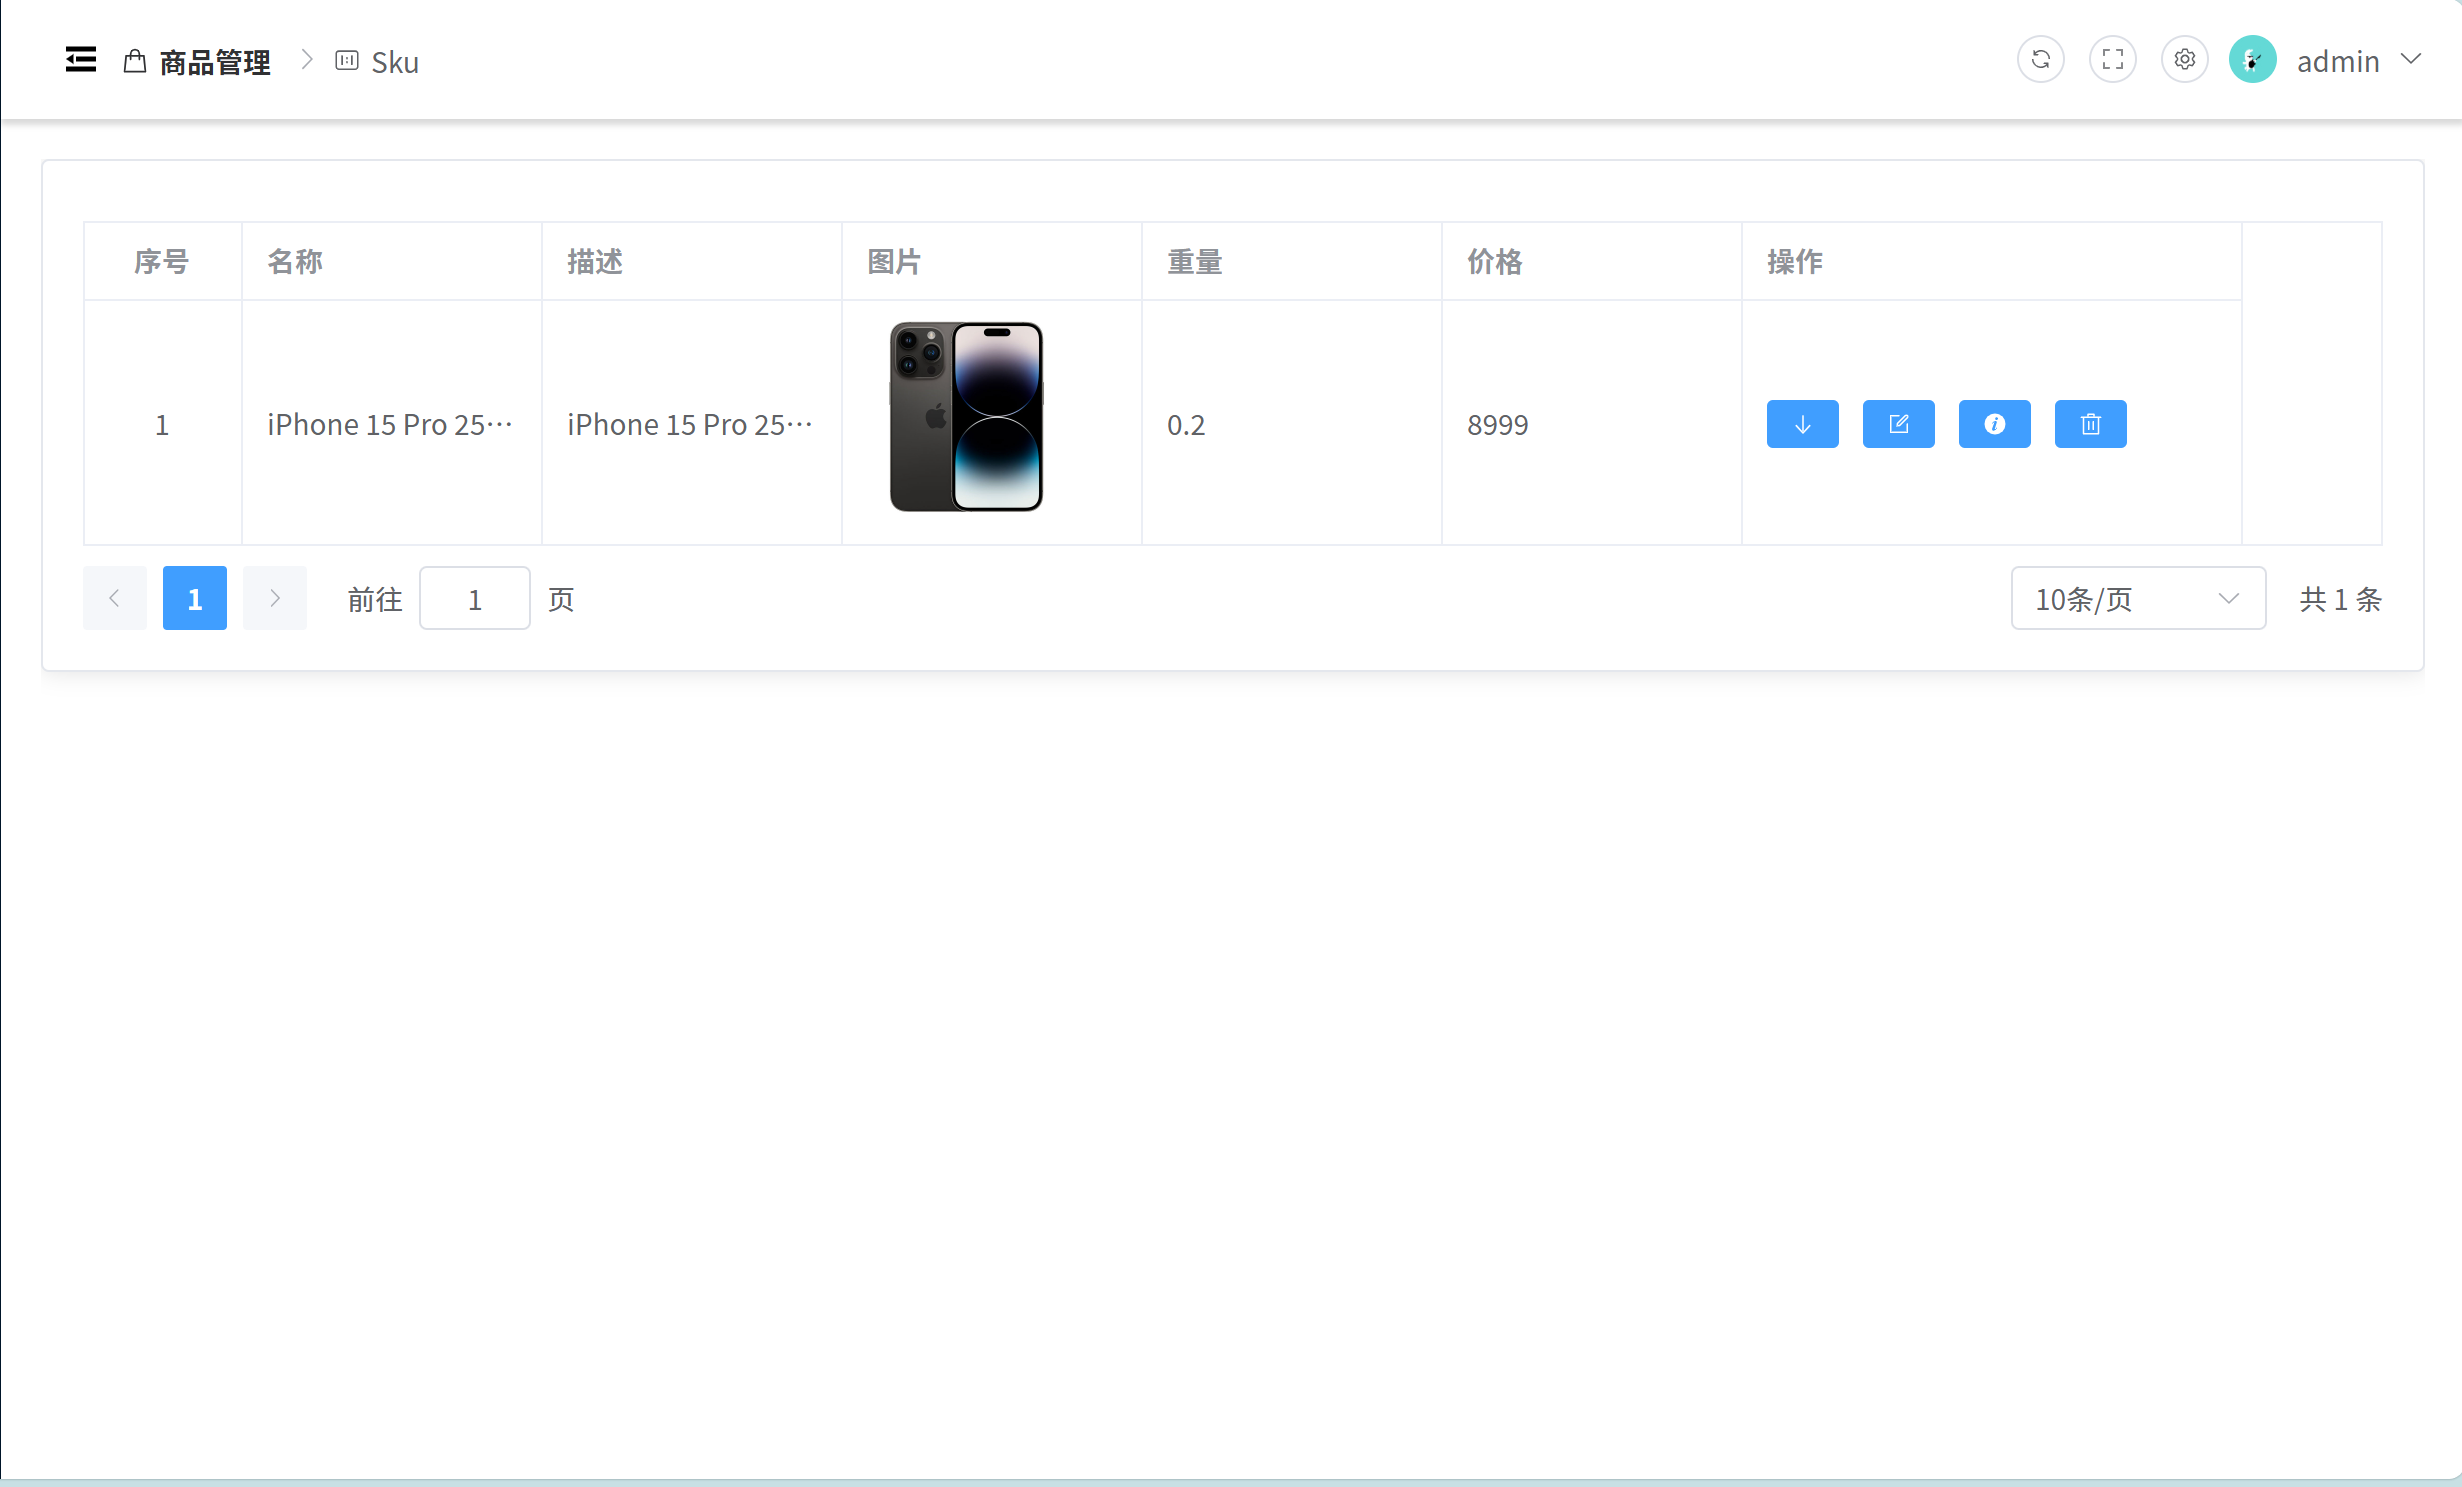 商品管理 Sku admin
序号 名称 描述 图片 重量 价格 操作
1 iPhone 15 Pro 25⋯ iPhone 15 Pro 25⋯ 0.2 8999
1 前往 1 页 10条/页 共 1 条